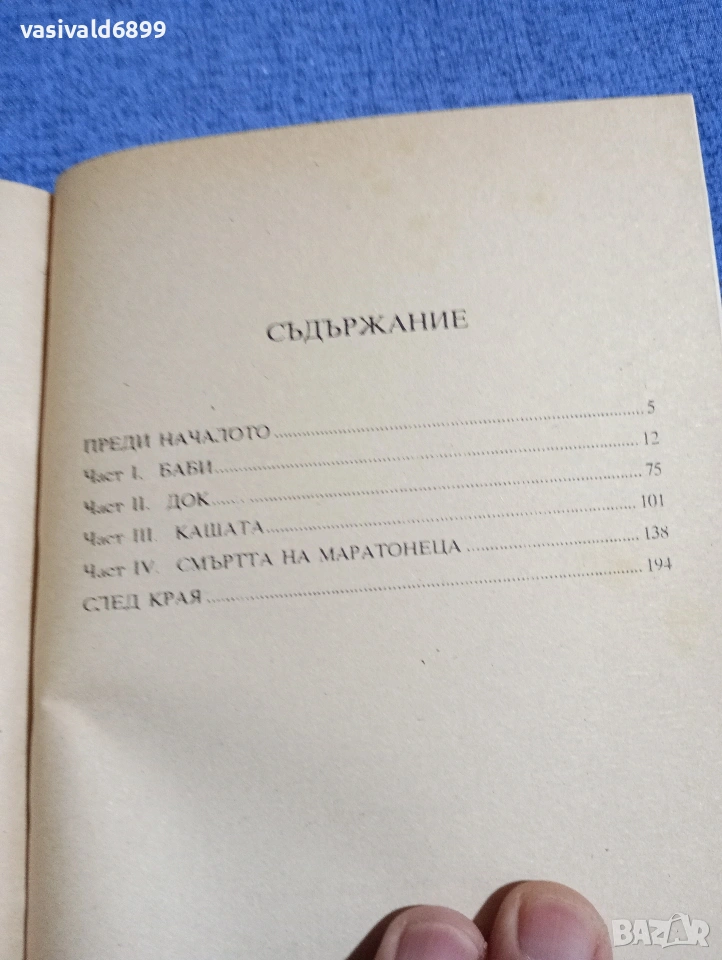 vasivald6899
СЪДЪРЖАНИЕ
ПРЕДИ НАЧАЛОТО 5
Част I. БАБИ 12
Част II. ДОК 75
Част III. КАШАТА 101
Част IV. СМЪРТТА НА МАРАТОНЕЦА 138
СЛЕД КРАЯ 194
BAZAR